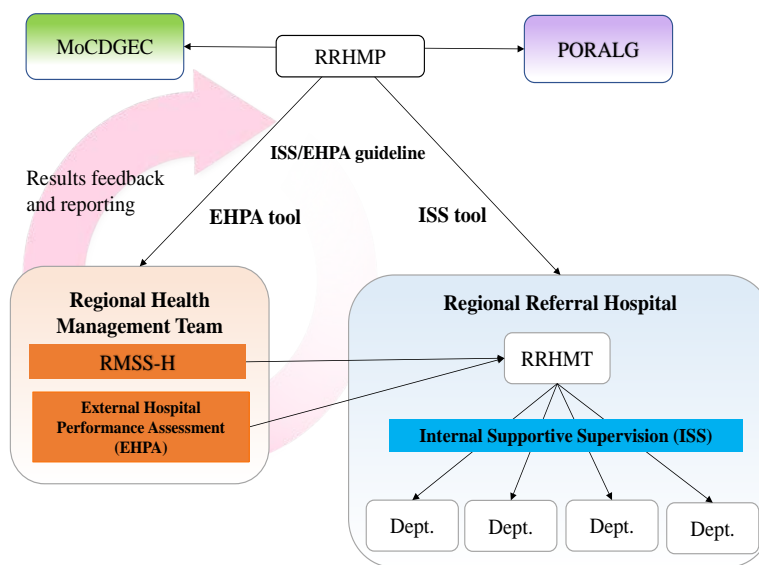 MoCDGEC
RRHMP
PORALG
ISS/EHPA guideline
Results feedback
and reporting
EHPA tool
ISS tool
Regional Health
Management Team
RMSS-H
External Hospital
Performance Assessment
(EHPA)
Regional Referral Hospital
RRHMT
Internal Supportive Supervision (ISS)
Dept.
Dept.
Dept.
Dept.